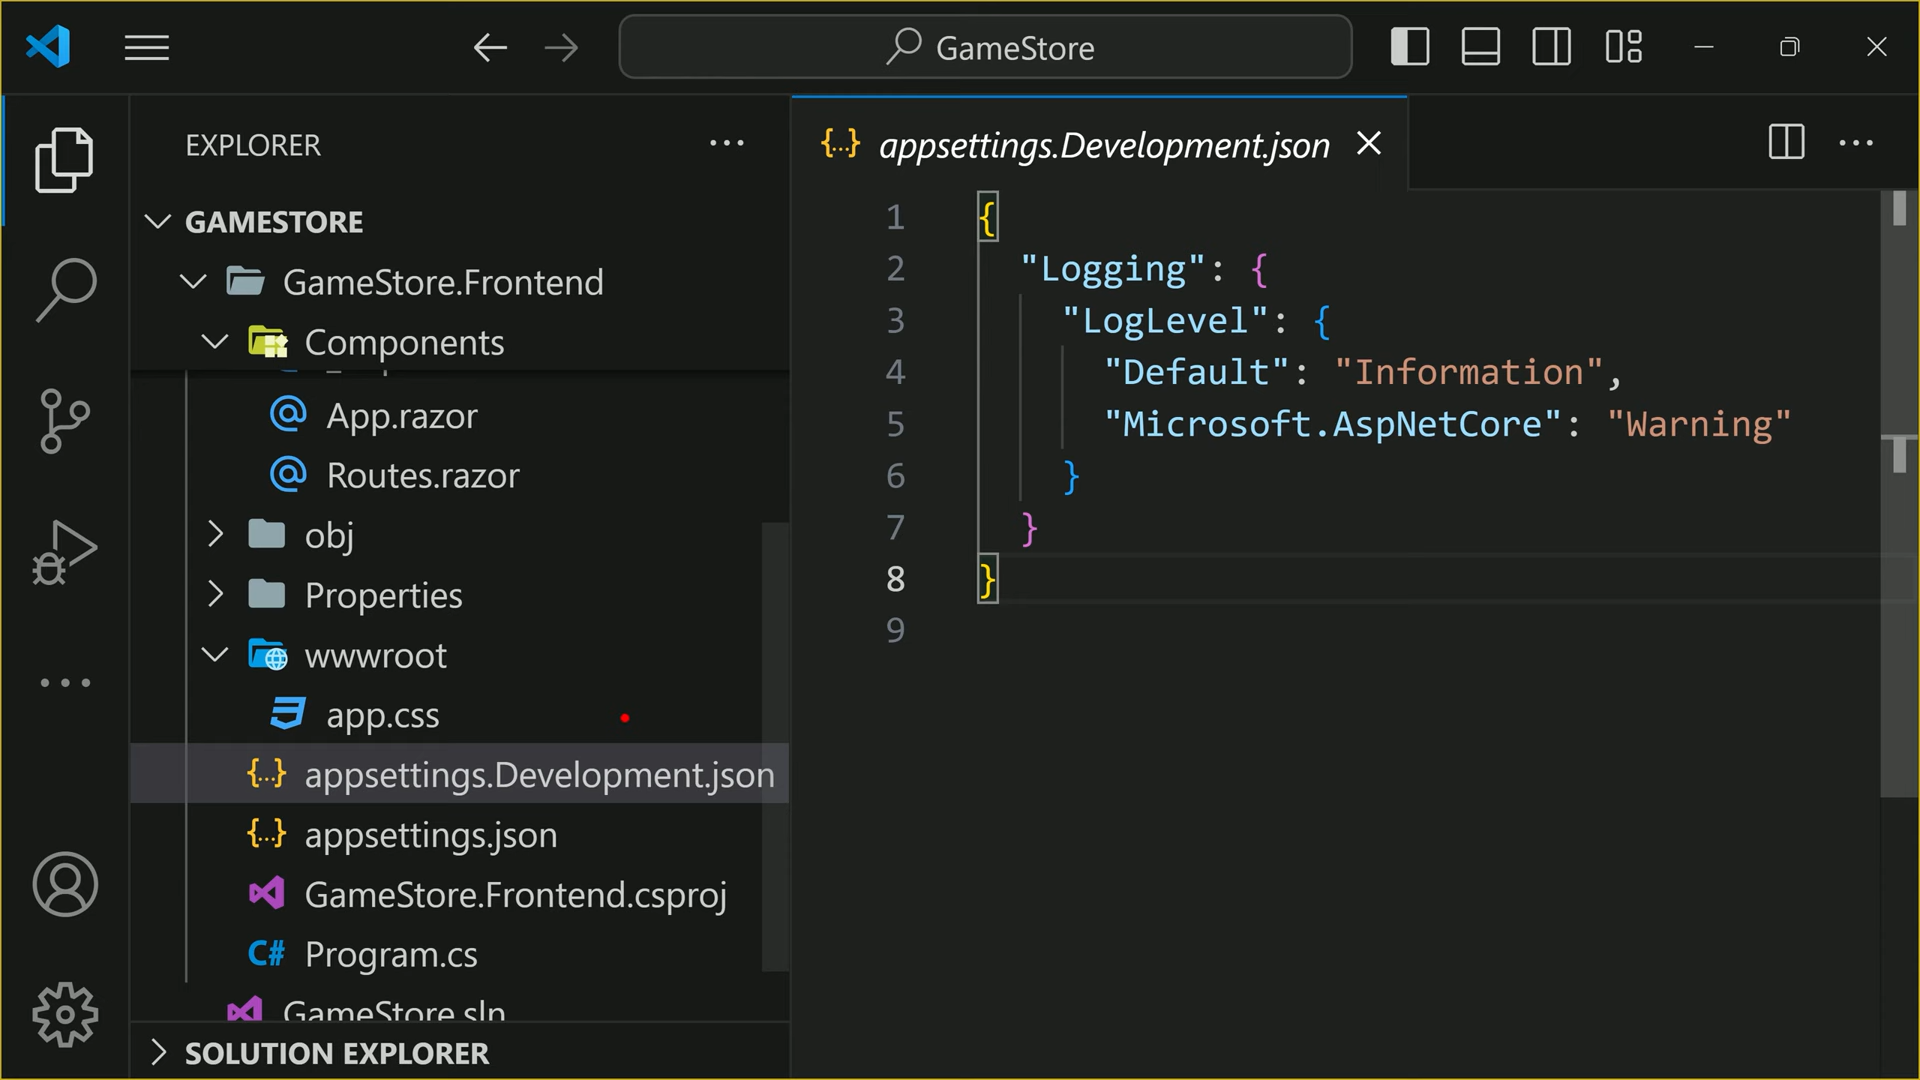 GameStore
EXPLORER
GAMESTORE
GameStore.Frontend
Components
App.razor
Routes.razor
obj
Properties
wwwroot
app.css
appsettings.Development.json
appsettings.json
GameStore.Frontend.csproj
C# Program.cs
GameStore.sln
SOLUTION EXPLORER
{..} appsettings.Development.json
1 {
2 "Logging": {
3 "LogLevel": {
4 "Default": "Information",
5 "Microsoft.AspNetCore": "Warning"
6 }
7 }
8 }
9